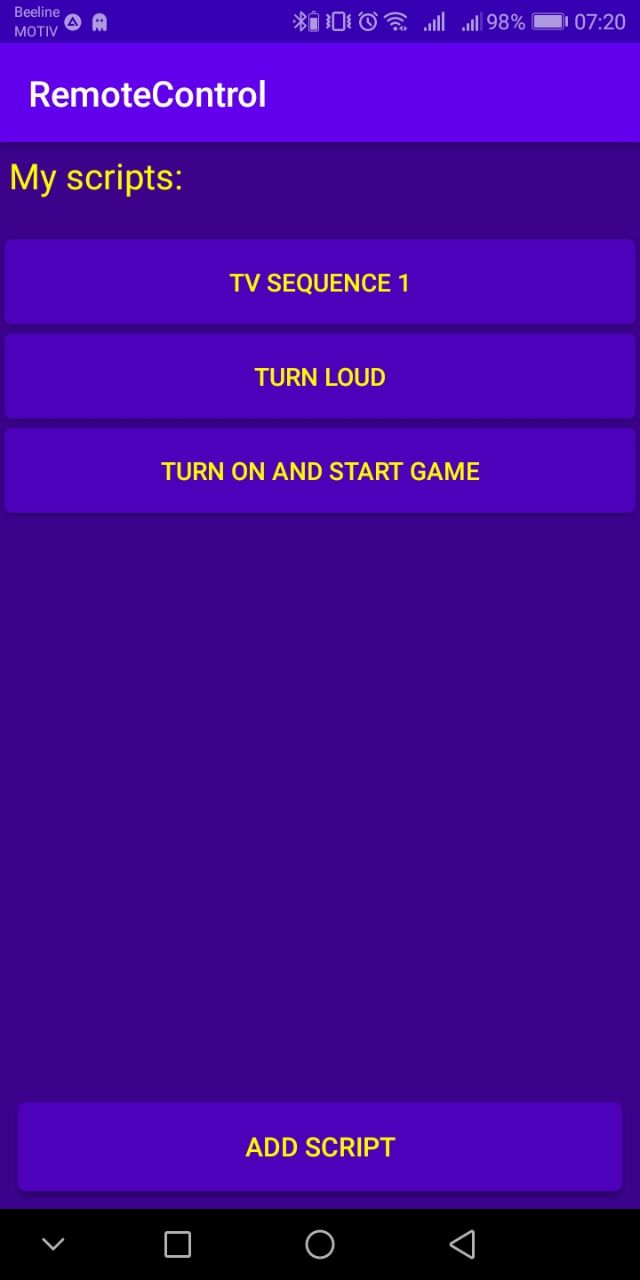 Beeline
MOTIV
98% 07:20
RemoteControl
My scripts:
TV SEQUENCE 1
TURN LOUD
TURN ON AND START GAME
ADD SCRIPT